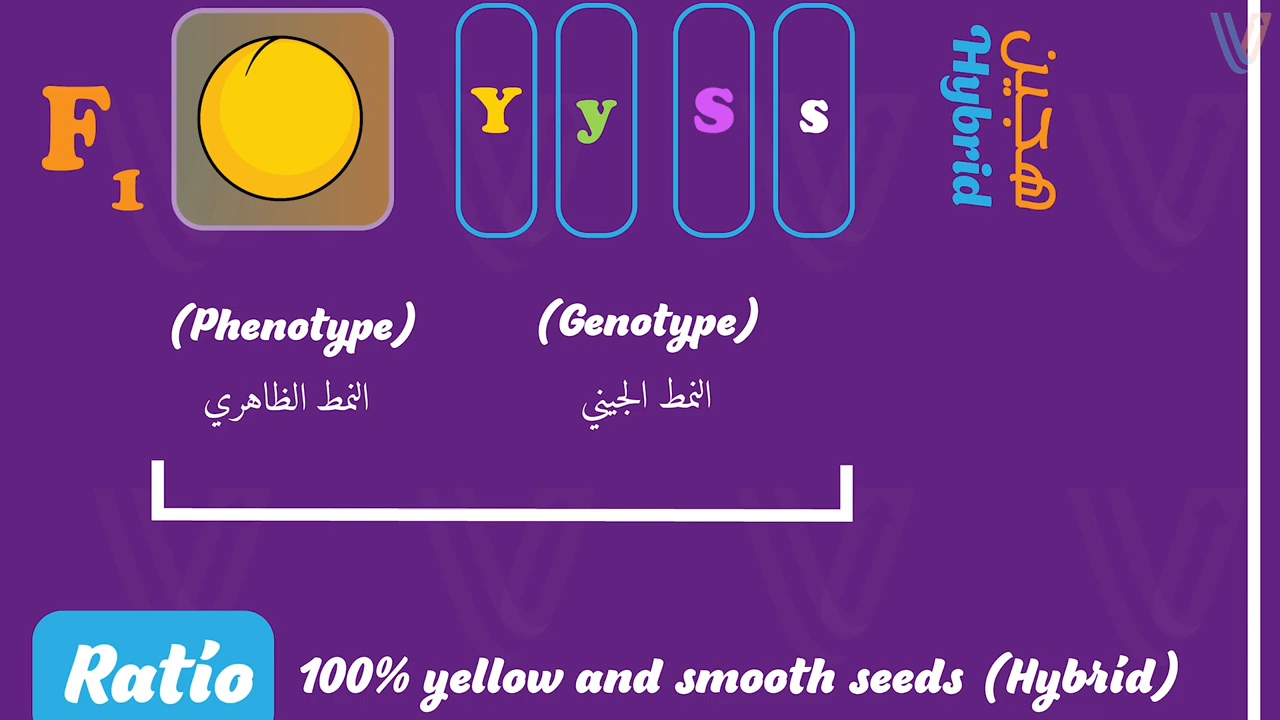 F1
Y y S s
Hybrid
هجين
(Phenotype)
(Genotype)
النمط الظاهري
النمط الجيني
Ratio
100% yellow and smooth seeds (Hybrid)